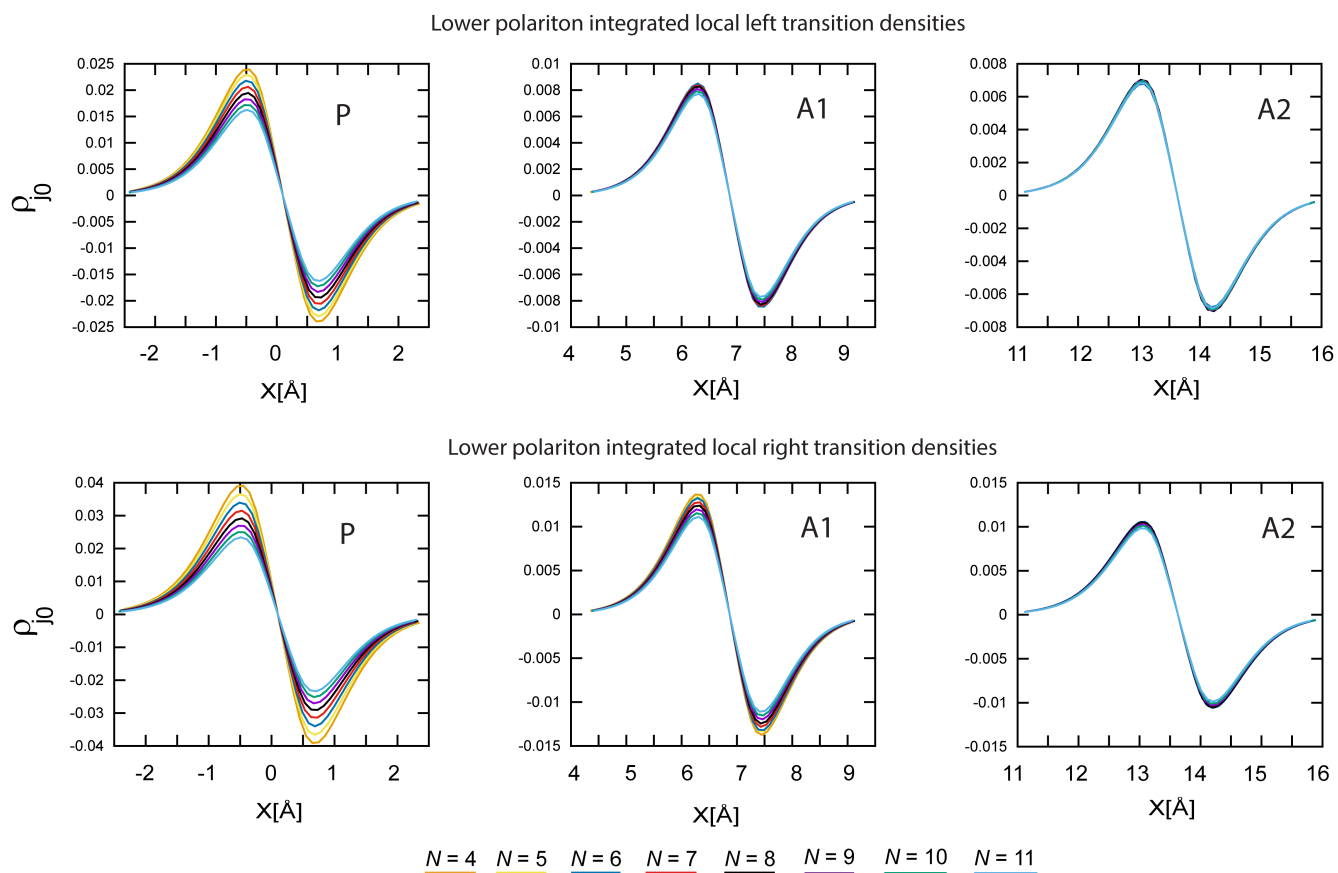 Lower polariton integrated local left transition densities
0.025 0.02 0.015 0.01 0.005 0 -0.005 -0.01 -0.015 -0.02 -0.025
ρj0
P
-2 -1 0 1 2
X[Å]
0.01 0.008 0.006 0.004 0.002 0 -0.002 -0.004 -0.006 -0.008 -0.01
A1
4 5 6 7 8 9
X[Å]
0.008 0.006 0.004 0.002 0 -0.002 -0.004 -0.006 -0.008
A2
11 12 13 14 15 16
X[Å]
Lower polariton integrated local right transition densities
0.04 0.03 0.02 0.01 0 -0.01 -0.02 -0.03 -0.04
ρj0
P
-2 -1 0 1 2
X[Å]
0.015 0.01 0.005 0 -0.005 -0.01 -0.015
A1
4 5 6 7 8 9
X[Å]
0.015 0.01 0.005 0 -0.005 -0.01 -0.015
A2
11 12 13 14 15 16
X[Å]
N = 4 N = 5 N = 6 N = 7 N = 8 N = 9 N = 10 N = 11